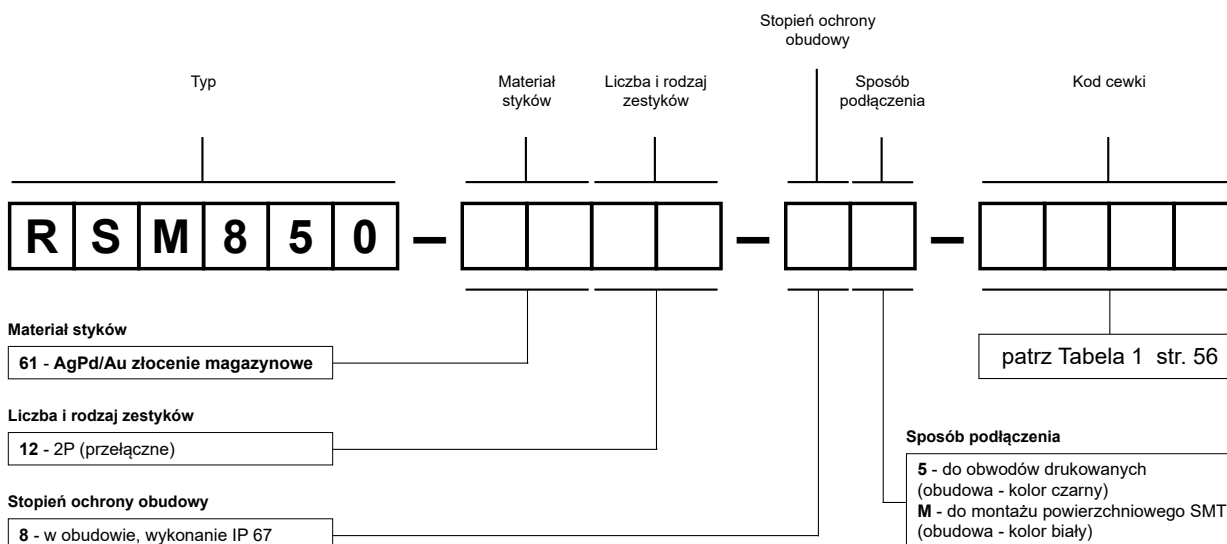 Stopień ochrony
obudowy
Typ
Materiał
styków
Liczba i rodzaj
zestyków
Sposób
podłączenia
Kod cewki
R S M 8 5 0 – –  –
Materiał styków
61 - AgPd/Au złocenie magazynowe
patrz Tabela 1 str. 56
Liczba i rodzaj zestyków
12 - 2P (przełączne)
Stopień ochrony obudowy
8 - w obudowie, wykonanie IP 67
Sposób podłączenia
5 - do obwodów drukowanych
(obudowa - kolor czarny)
M - do montażu powierzchniowego SMT
(obudowa - kolor biały)